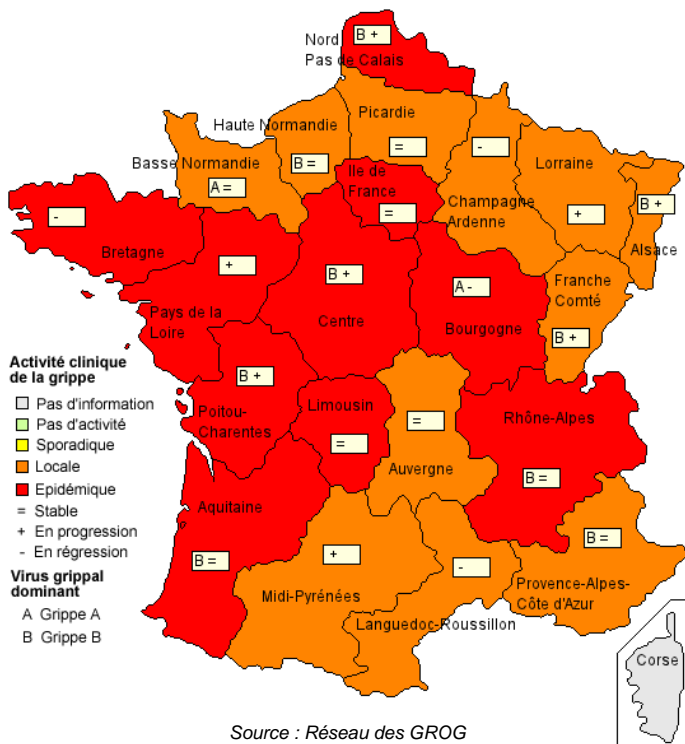 B +
Nord
Pas de Calais
Picardie
Haute Normandie
=
-
Lorraine
Basse Normandie
B =
Ile de
France
A =
=
Champagne
Ardenne
+
B +
Alsace
-
Bretagne
+
B +
Centre
A -
Bourgogne
Franche
Comté
B +
Pays de la
Loire
Activité clinique
de la grippe
Pas d'information
Pas d'activité
Sporadique
Locale
Epidémique
= Stable
+ En progression
- En régression
Virus grippal
dominant
A Grippe A
B Grippe B
B +
Poitou-
Charentes
Limousin
=
=
Auvergne
Rhône-Alpes
B =
Aquitaine
B =
+
Midi-Pyrénées
-
Languedoc-Roussillon
B =
Provence-Alpes-
Côte d'Azur
Corse
Source : Réseau des GROG